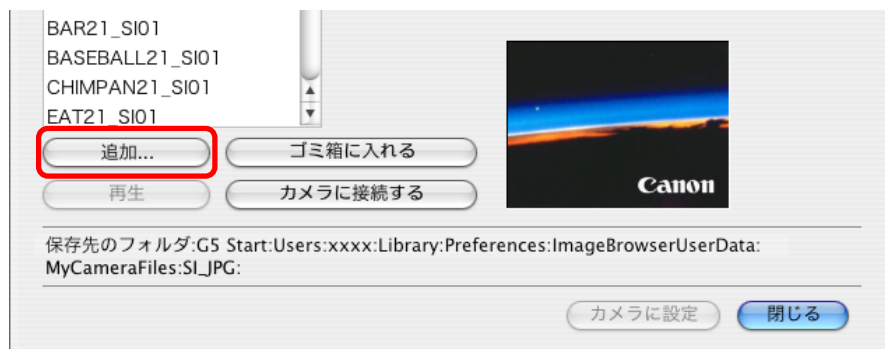 BAR21_SI01
BASEBALL21_SI01
CHIMPAN21_SI01
EAT21_SI01
追加...
ゴミ箱に入れる
再生
カメラに接続する
Canon
保存先のフォルダ:G5 Start:Users:xxxx:Library:Preferences:ImageBrowserUserData:
MyCameraFiles:SI_JPG:
カメラに設定
閉じる